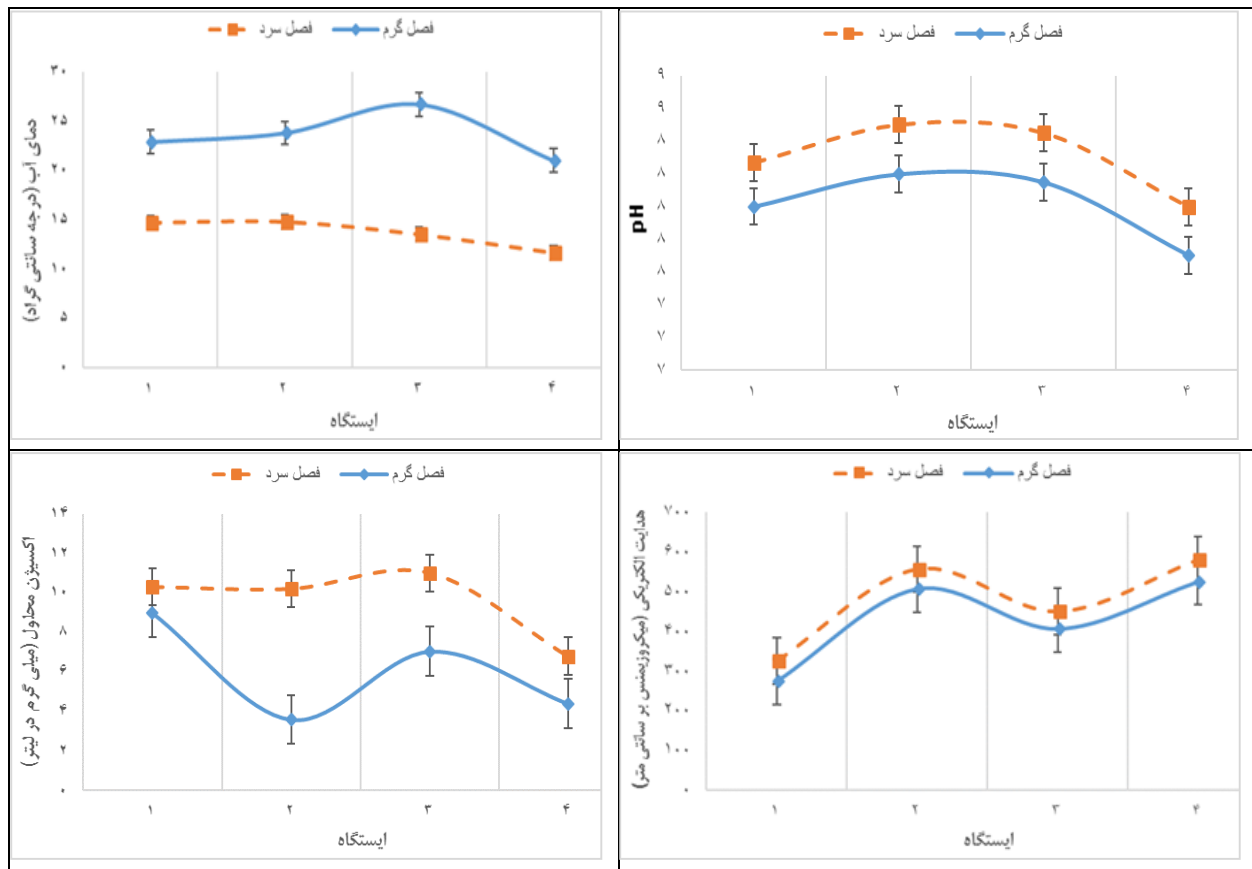 فصل گرم فصل سرد
دمای آب (درجه سانتی گراد)
۳۰
۲۵
۲۰
۱۵
۱۰
۵
۰
۱ ۲ ۳ ۴
ایستگاه
فصل گرم فصل سرد
pH
۹
۹
۸
۸
۸
۸
۸
۷
۷
۷
۱ ۲ ۳ ۴
ایستگاه
فصل گرم فصل سرد
اکسیژن محلول (میلی گرم در لیتر)
۱۴
۱۲
۱۰
۸
۶
۴
۲
۰
۱ ۲ ۳ ۴
ایستگاه
فصل گرم فصل سرد
هدایت الکتریکی (میکروزیمنس بر سانتی متر)
۷۰۰
۶۰۰
۵۰۰
۴۰۰
۳۰۰
۲۰۰
۱۰۰
۰
۱ ۲ ۳ ۴
ایستگاه